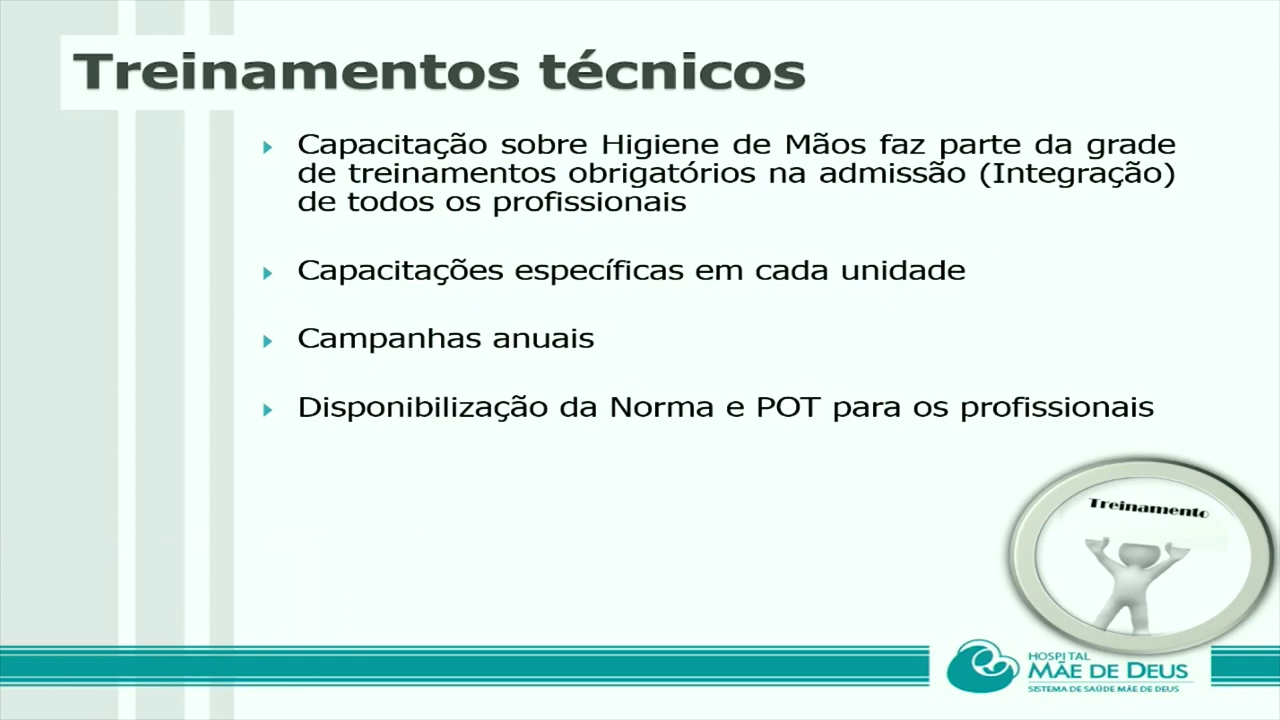 Treinamentos técnicos
Capacitação sobre Higiene de Mãos faz parte da grade
de treinamentos obrigatórios na admissão (Integração)
de todos os profissionais
Capacitações específicas em cada unidade
Campanhas anuais
Disponibilização da Norma e POT para os profissionais
Treinamento
HOSPITAL
MÃE DE DEUS
SISTEMA DE SAÚDE MÃE DE DEUS